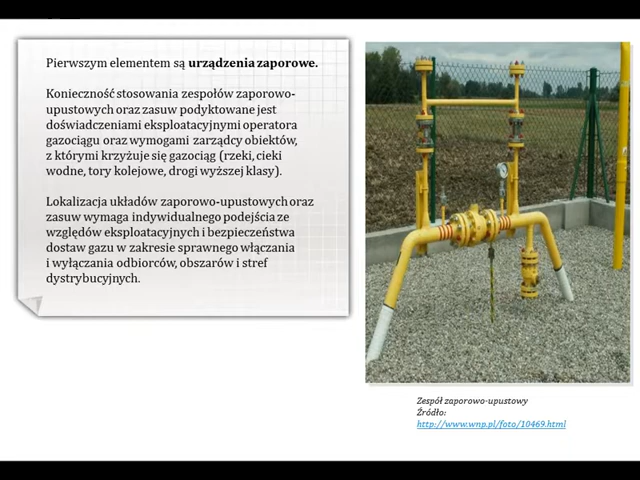 Pierwszym elementem są urządzenia zaporowe.
Konieczność stosowania zespołów zaporowo-
upustowych oraz zasuw podyktowane jest
doświadczeniami eksploatacyjnymi operatora
gazociągu oraz wymogami zarządcy obiektów,
z którymi krzyżuje się gazociąg (rzeki, cieki
wodne, tory kolejowe, drogi wyższej klasy).
Lokalizacja układów zaporowo-upustowych oraz
zasuw wymaga indywidualnego podejścia ze
względów eksploatacyjnych i bezpieczeństwa
dostaw gazu w zakresie sprawnego włączania
i wyłączania odbiorców, obszarów i stref
dystrybucyjnych.
Zespół zaporowo-upustowy
Źródło:
http://www.wnp.pl/foto/10469.html